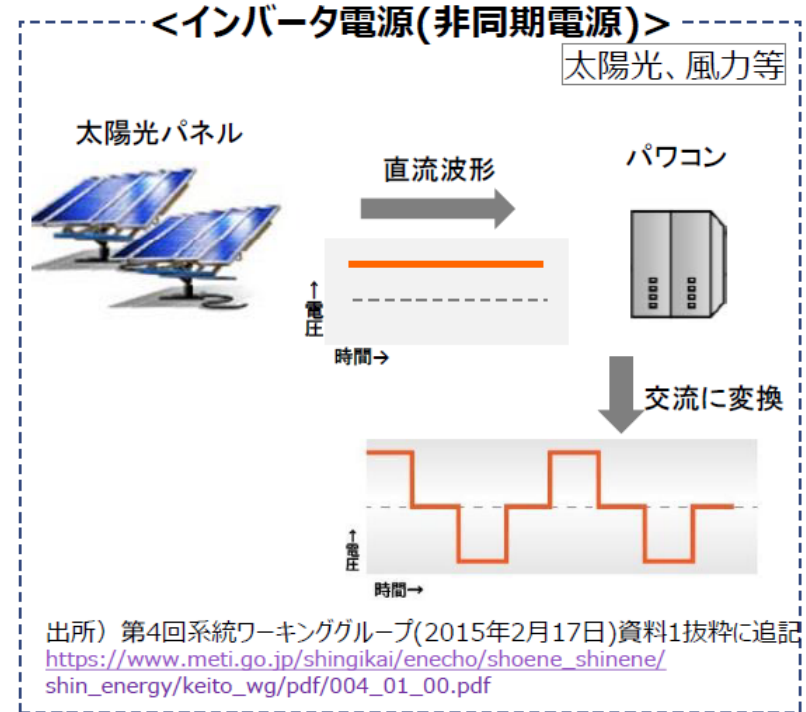 <インバータ電源(非同期電源)>
太陽光、風力等
太陽光パネル
直流波形
パワコン
↑電圧
時間→
交流に変換
↑電圧
時間→
出所）第4回系統ワーキンググループ(2015年2月17日)資料1抜粋に追記
https://www.meti.go.jp/shingikai/enecho/shoene_shinene/
shin_energy/keito_wg/pdf/004_01_00.pdf